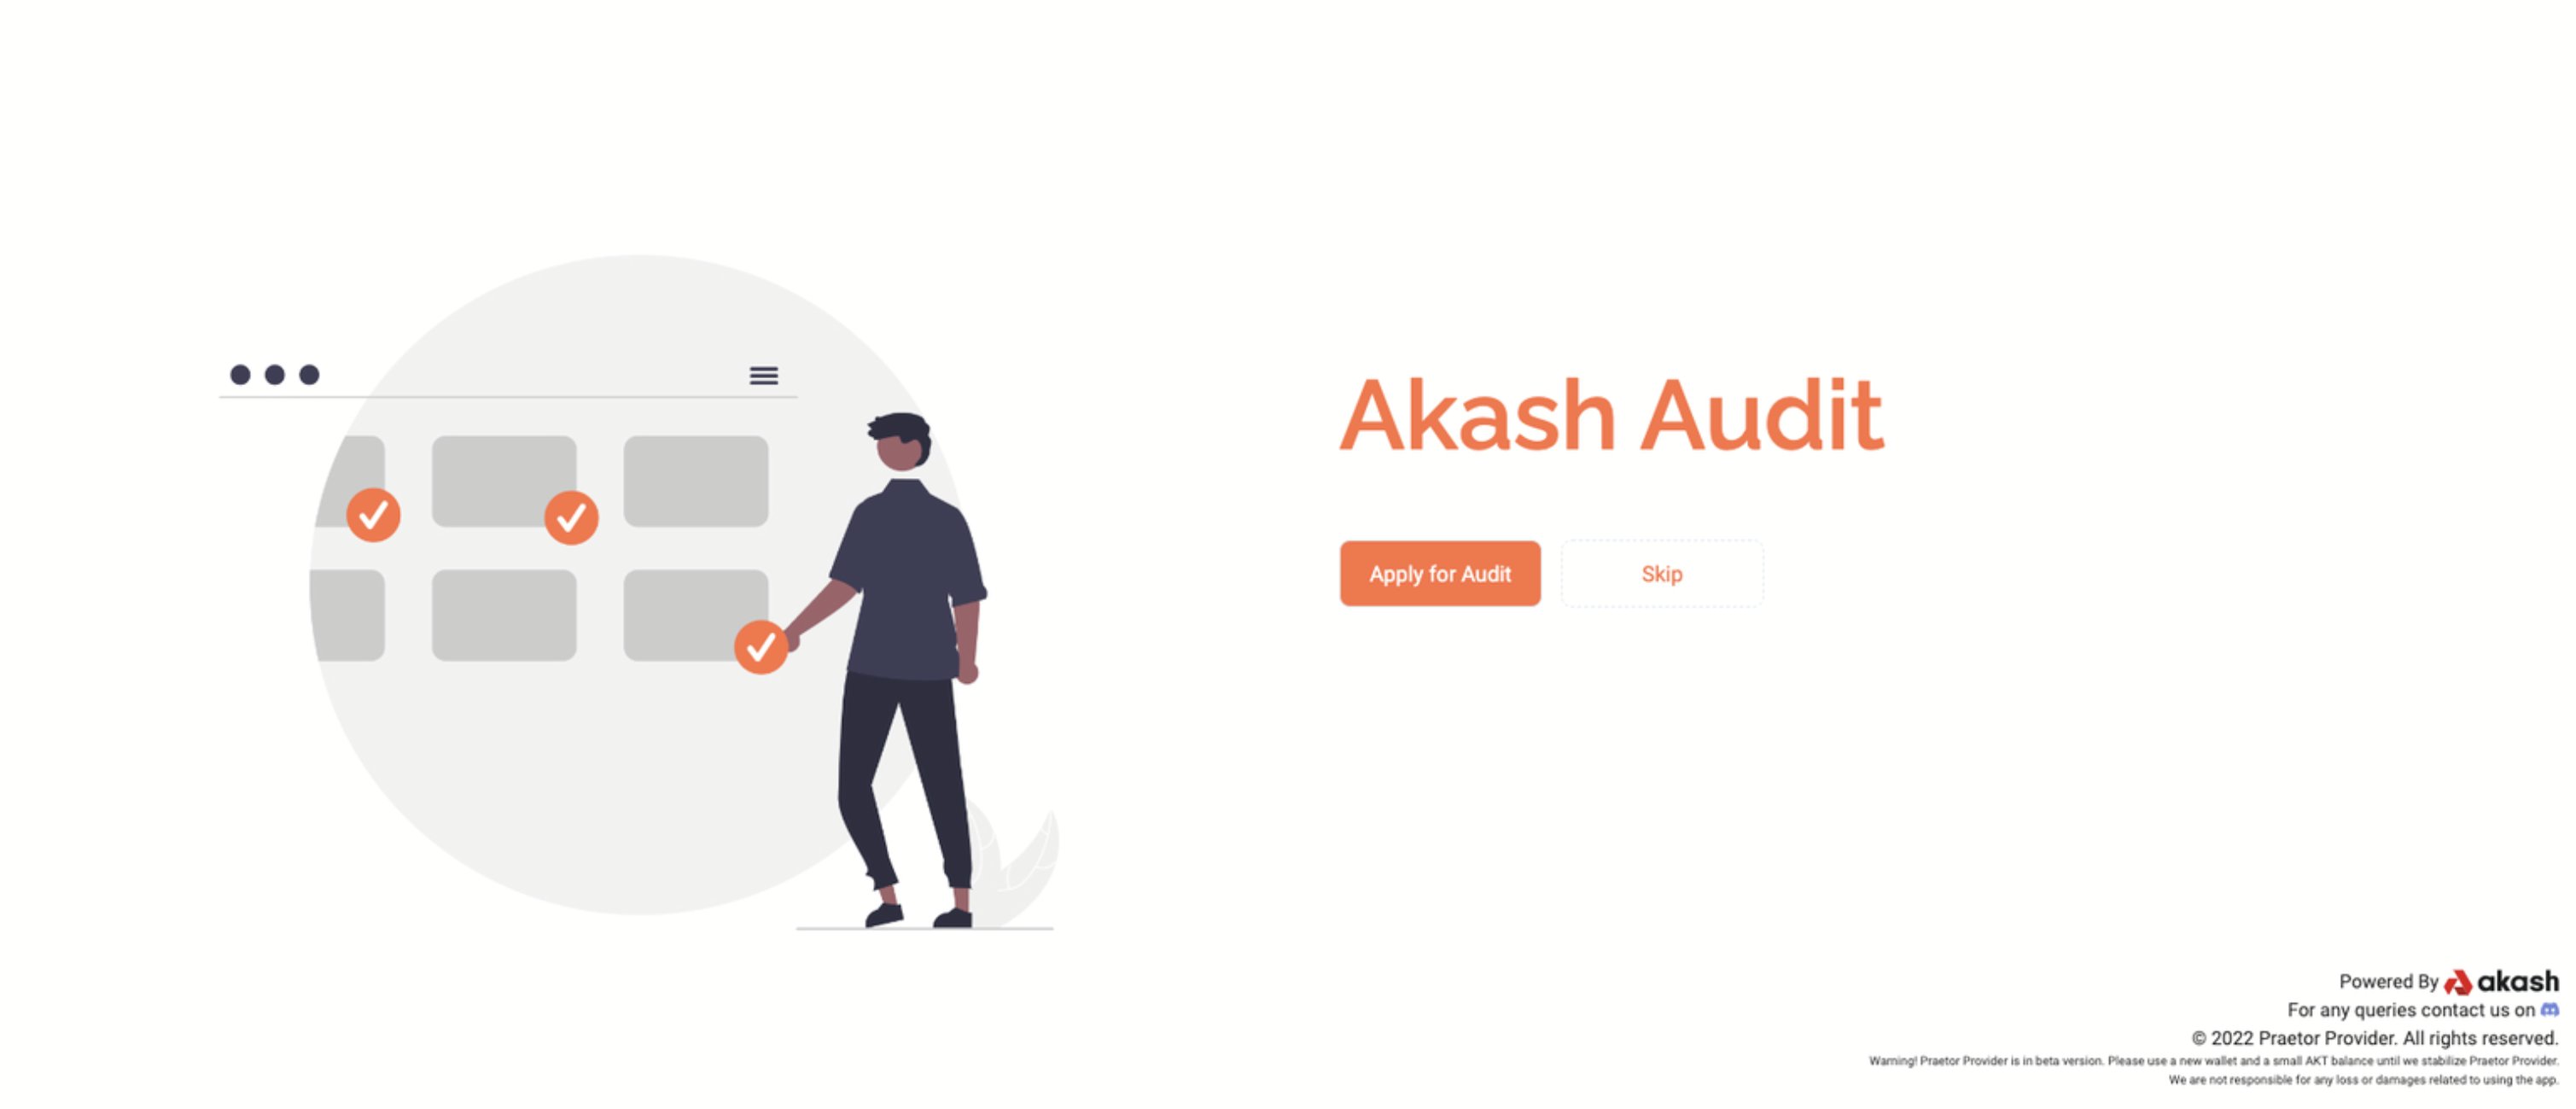 Akash Audit
Apply for Audit
Skip
Powered By akash
For any queries contact us on
© 2022 Praetor Provider. All rights reserved.
Warning! Praetor Provider is in beta version. Please use a new wallet and a small AKT balance until we stabilize Praetor Provider.
We are not responsible for any loss or damages related to using the app.